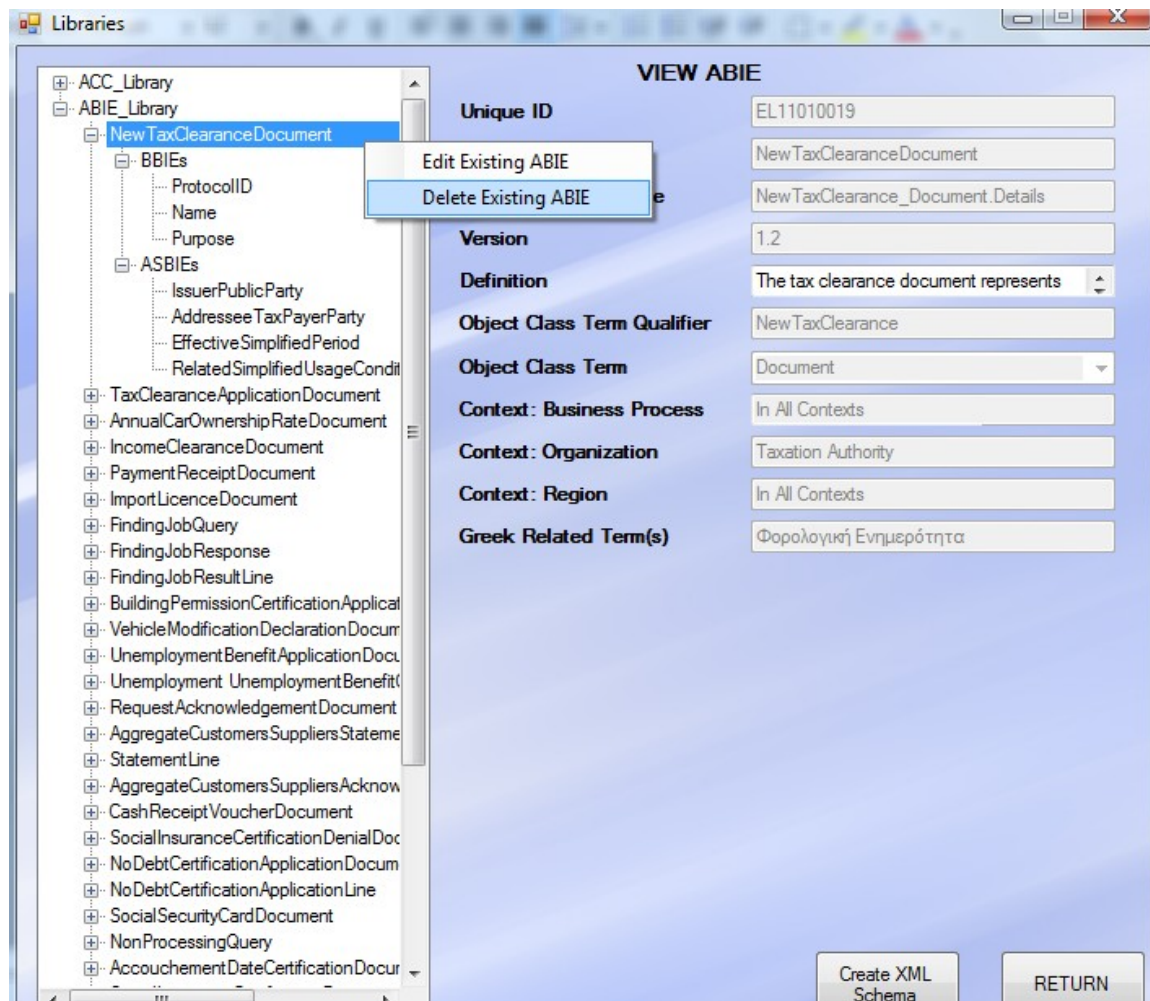 Libraries
ACC_Library
ABIE_Library
NewTaxClearanceDocument
BBIEs
ProtocolID
Name
Purpose
ASBIEs
IssuerPublicParty
AddresseeTaxPayerParty
EffectiveSimplifiedPeriod
RelatedSimplifiedUsageCondit
TaxClearanceApplicationDocument
AnnualCarOwnershipRateDocument
IncomeClearanceDocument
PaymentReceiptDocument
ImportLicenceDocument
FindingJobQuery
FindingJobResponse
FindingJobResultLine
BuildingPermissionCertificationApplicat
VehicleModificationDeclarationDocum
UnemploymentBenefitApplicationDocu
Unemployment UnemploymentBenefit(
RequestAcknowledgementDocument
AggregateCustomersSuppliersStateme
StatementLine
AggregateCustomersSuppliersAcknow
CashReceiptVoucherDocument
SocialInsuranceCertificationDenialDoc
NoDebtCertificationApplicationDocum
NoDebtCertificationApplicationLine
SocialSecurityCardDocument
NonProcessingQuery
AccouchementDateCertificationDocur
Edit Existing ABIE
Delete Existing ABIE
VIEW ABIE
Unique ID EL11010019
NewTaxClearanceDocument
e NewTaxClearance_Document.Details
Version 1.2
Definition The tax clearance document represents
Object Class Term Qualifier NewTaxClearance
Object Class Term Document
Context: Business Process In All Contexts
Context: Organization Taxation Authority
Context: Region In All Contexts
Greek Related Term(s) Φορολογική Ενημερότητα
Create XML
Schema
RETURN